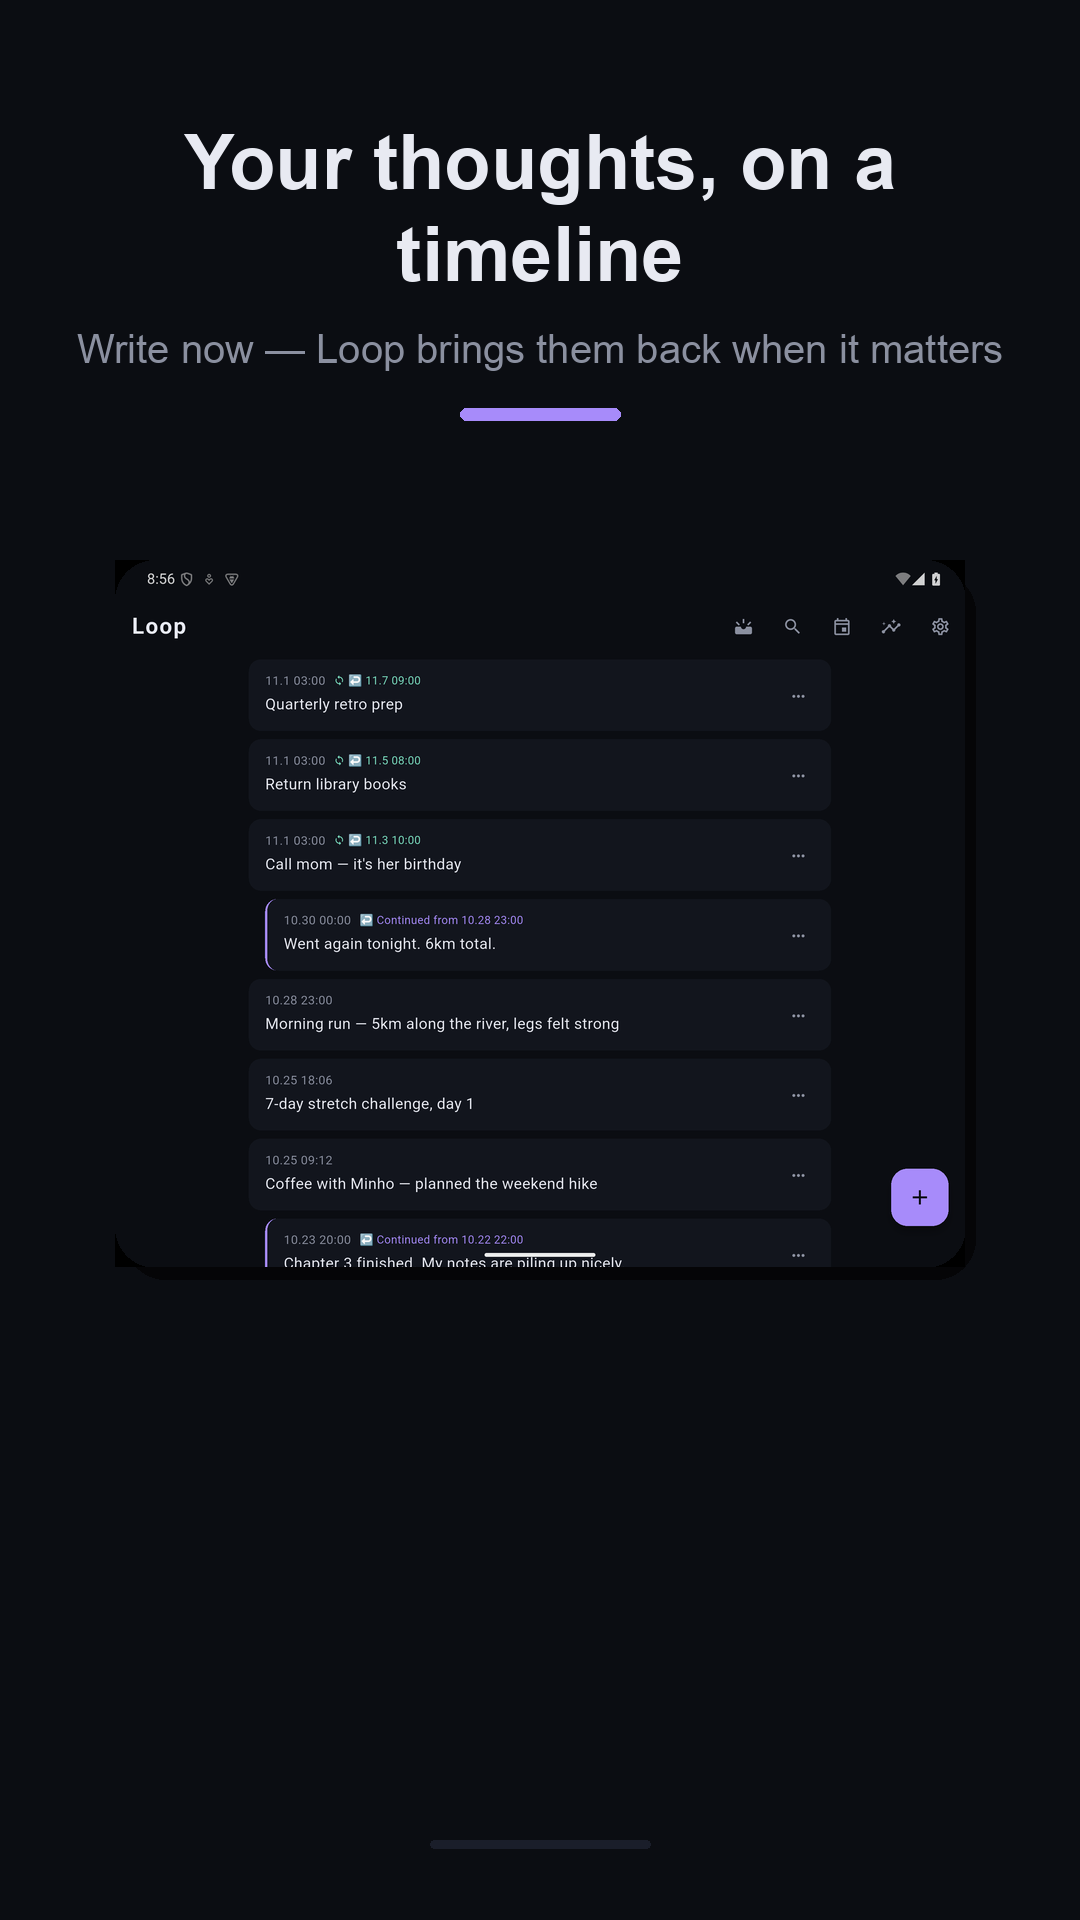 Your thoughts, on a
timeline
Write now — Loop brings them back when it matters
8:56
Loop
11.1 03:00 ↩ 11.7 09:00
Quarterly retro prep
11.1 03:00 ↩ 11.5 08:00
Return library books
11.1 03:00 ↩ 11.3 10:00
Call mom — it's her birthday
10.30 00:00 ↩ Continued from 10.28 23:00
Went again tonight. 6km total.
10.28 23:00
Morning run — 5km along the river, legs felt strong
10.25 18:06
7-day stretch challenge, day 1
10.25 09:12
Coffee with Minho — planned the weekend hike
10.23 20:00 ↩ Continued from 10.22 22:00
Chapter 3 finished. My notes are piling up nicely